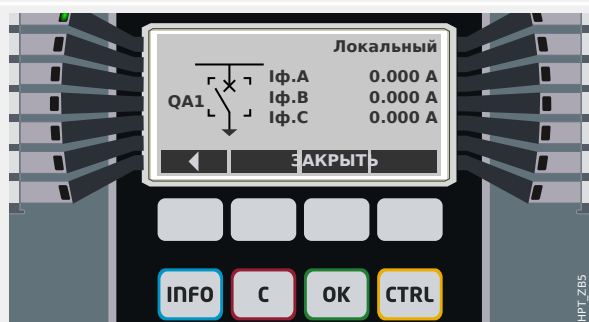 Локальный
Iф.A 0.000 A
QA1
Iф.B 0.000 A
Iф.C 0.000 A
ЗАКРЫТЬ
INFO C OK CTRL
HPT_ZB5